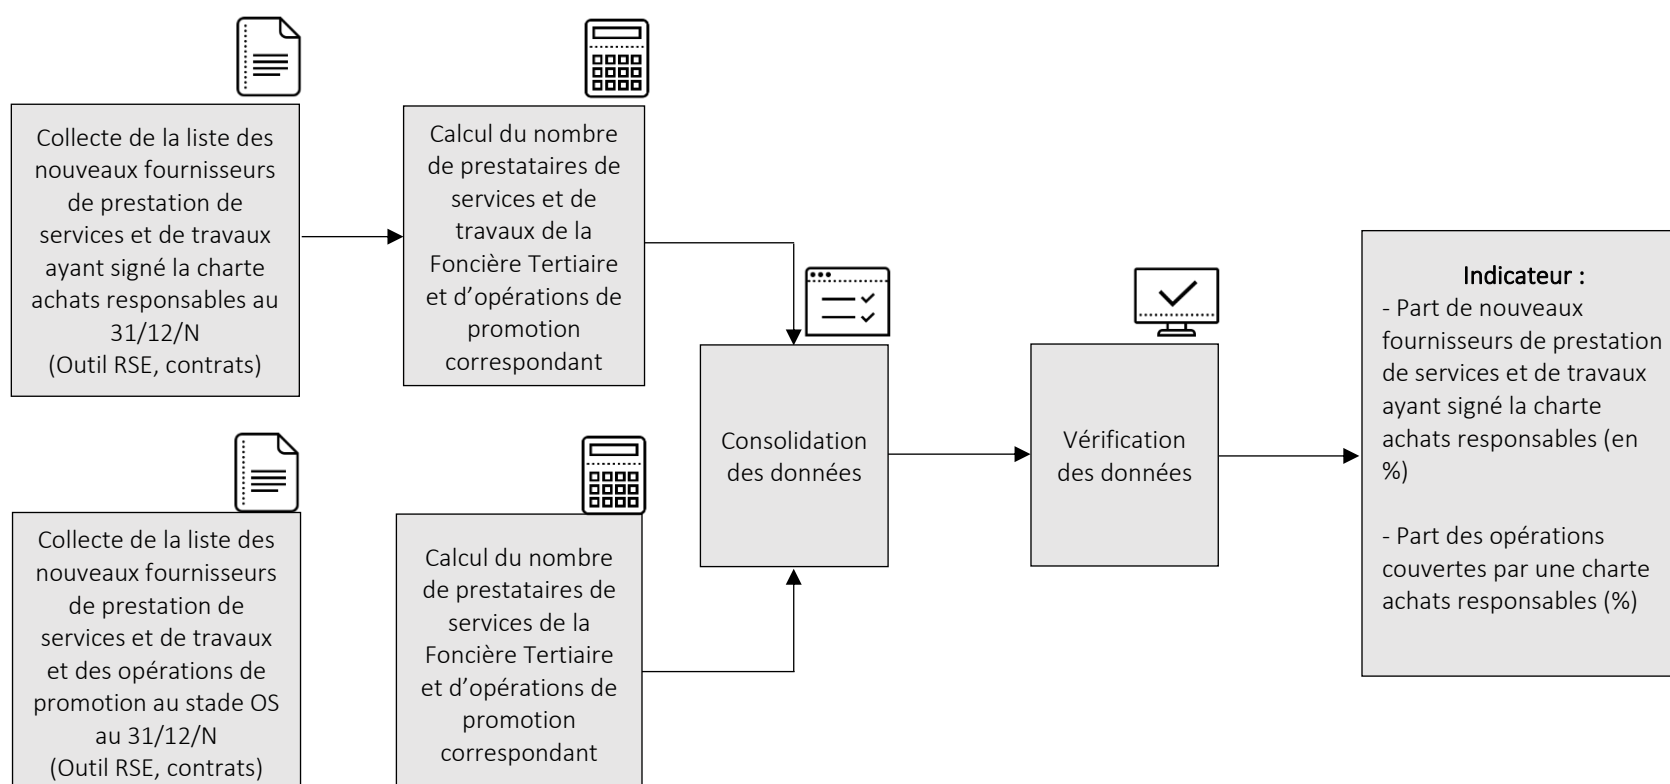 Collecte de la liste des
nouveaux fournisseurs
de prestation de
services et de travaux
ayant signé la charte
achats responsables au
31/12/N
(Outil RSE, contrats)
Calcul du nombre
de prestataires de
services et de
travaux de la
Foncière Tertiaire
et d’opérations de
promotion
correspondant
Collecte de la liste des
nouveaux fournisseurs
de prestation de
services et de travaux
et des opérations de
promotion au stade OS
au 31/12/N
(Outil RSE, contrats)
Calcul du nombre
de prestataires de
services de la
Foncière Tertiaire
et d’opérations de
promotion
correspondant
Consolidation
des données
Vérification
des données
Indicateur :
- Part de nouveaux
fournisseurs de prestation
de services et de travaux
ayant signé la charte
achats responsables (en
%)
- Part des opérations
couvertes par une charte
achats responsables (%)